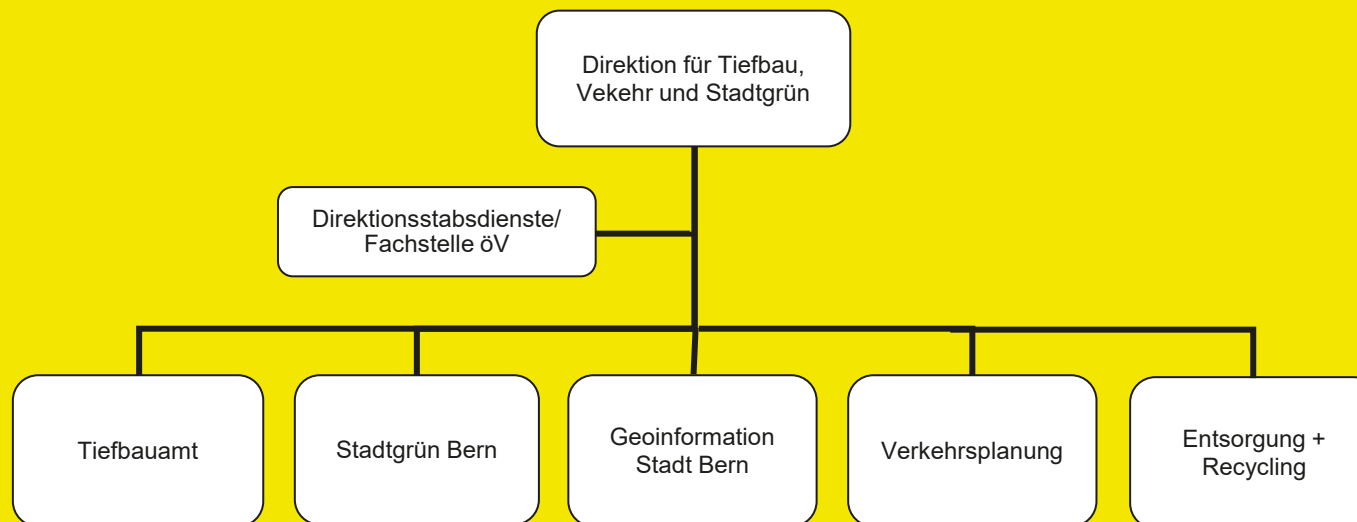 Direktion für Tiefbau,
Vekehr und Stadtgrün
Direktionsstabsdienste/
Fachstelle öV
Tiefbauamt
Stadtgrün Bern
Geoinformation
Stadt Bern
Verkehrsplanung
Entsorgung +
Recycling